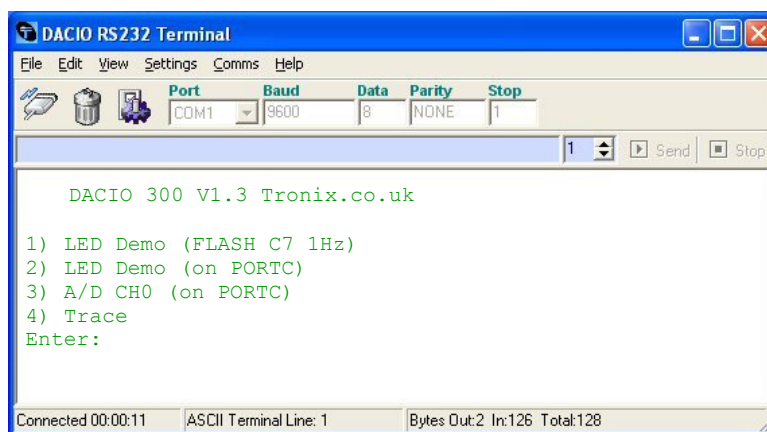 DACIO RS232 Terminal
File Edit View Settings Comms Help
Port Baud Data Parity Stop
COM1 9600 8 NONE 1
1 Send Stop
DACIO 300 V1.3 Tronix.co.uk
1) LED Demo (FLASH C7 1Hz)
2) LED Demo (on PORTC)
3) A/D CH0 (on PORTC)
4) Trace
Enter:
Connected 00:00:11 ASCII Terminal Line: 1 Bytes Out:2 In:126 Total:128